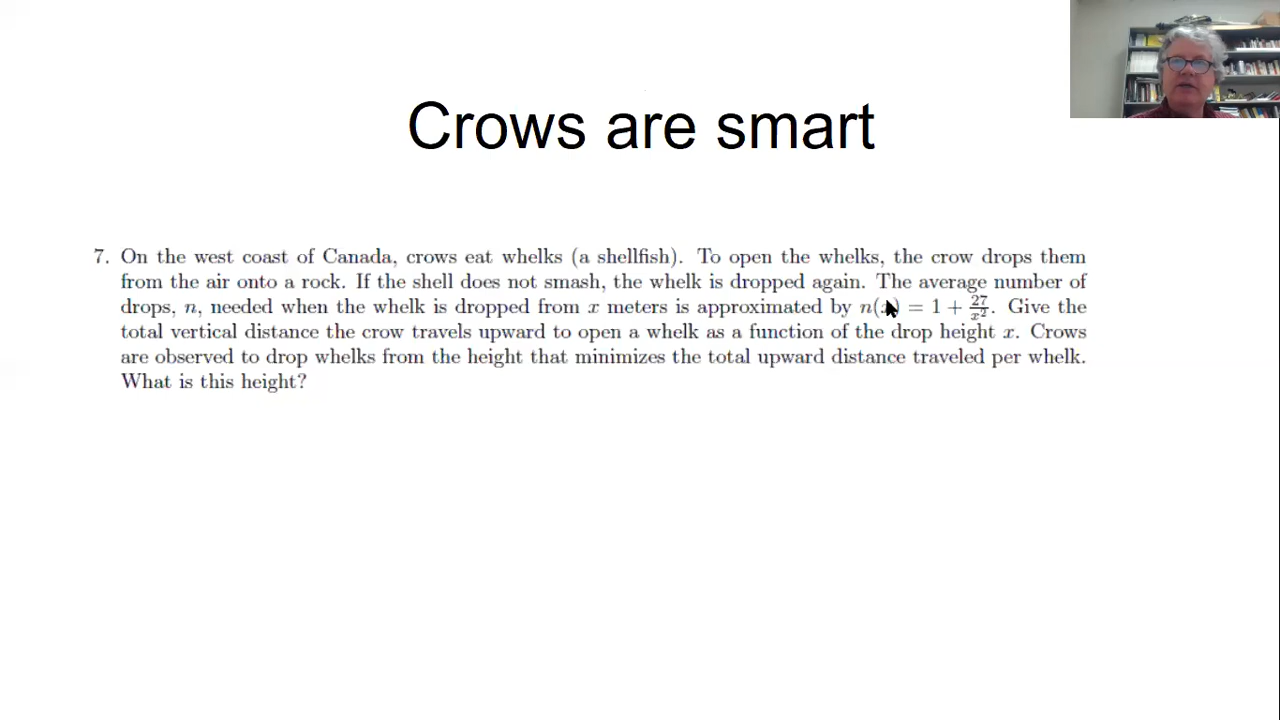 Crows are smart
7. On the west coast of Canada, crows eat whelks (a shellfish). To open the whelks, the crow drops them
from the air onto a rock. If the shell does not smash, the whelk is dropped again. The average number of
drops, n, needed when the whelk is dropped from x meters is approximated by n(x) = 1 + 27/x². Give the
total vertical distance the crow travels upward to open a whelk as a function of the drop height x. Crows
are observed to drop whelks from the height that minimizes the total upward distance traveled per whelk.
What is this height?